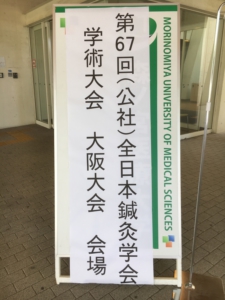 第67回(公社)全日本鍼灸学会
学術大会　大阪大会　会場
MORINOMIYA UNIVERSITY OF MEDICAL SCIENCES